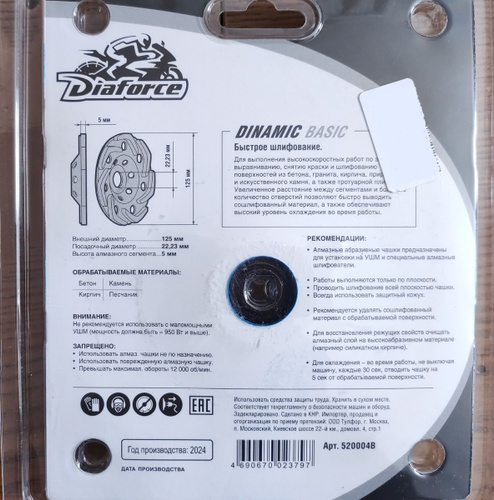 Diaforce
5 мм
22,23 мм
125 мм
DINAMIC BASIC
Быстрое шлифование.
Для выполнения высокоскоростных работ по
выравниванию, снятию краски и шлифованию
поверхностей из бетона, гранита, кирпича,
и искусственного камня, а также тротуарной
Увеличенное расстояние между сегментами и
количество отверстий позволяют быстро выводить
сошлифованный материал, а также обеспечивают
высокий уровень охлаждения во время работы.
Внешний диаметр 125 мм
Посадочный диаметр 22,23 мм
Высота алмазного сегмента 5 мм
ОБРАБАТЫВАЕМЫЕ МАТЕРИАЛЫ:
Бетон Камень
Кирпич Песчаник
ВНИМАНИЕ:
Не рекомендуется использовать с маломощными
УШМ (мощность должна быть = 950 Вт и выше).
ЗАПРЕЩЕНО:
• Использовать алмаз. чашки не по назначению.
• Использовать поврежденную алмазную чашку.
• Превышать максимал. обороты 12 000 об/мин.
РЕКОМЕНДАЦИИ:
• Алмазные абразивные чашки предназначены
для установки на УШМ и специальные алмазные
шлифователи.
• Работы выполняются только по плоскости.
• Проводить шлифование всей плоскостью чашки.
• Всегда использовать защитный кожух.
• Рекомендуется удалять сошлифованный
материал с обрабатываемой поверхности.
• Для восстановления режущих свойств очищать
алмазный слой на высокоабразивном материале
(например силикатном кирпиче).
• Для охлаждения – во время работы, не выключая
машину, каждые 30 сек, отводить чашку на
5 сек от обрабатываемой поверхности.
EAC
Использовать средства защиты труда. Хранить в сухом месте.
Соответствует техрегламенту о безопасности машин и оборуд.
Задекларировано. Сделано в КНР. Импортер, продавец и
организация по приему претензий: ООО Тулфор, г. Москва,
п. Московский, Киевское шоссе 22-й км., домовл. 4, стр.1
Год производства: 2024
ДАТА ПРОИЗВОДСТВА
4 690670 023797
Арт. 5200048